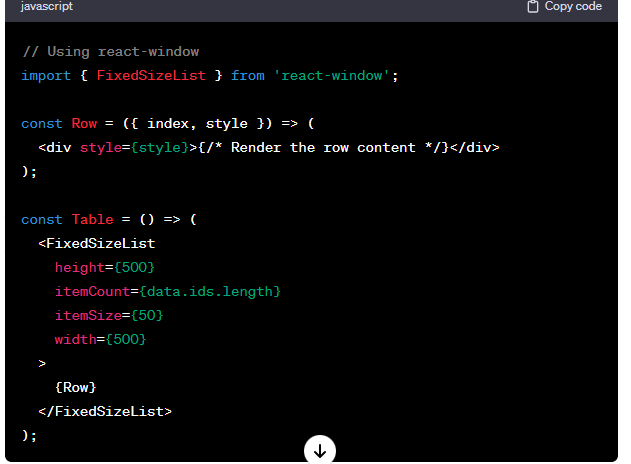 javascript
Copy code
// Using react-window
import { FixedSizeList } from 'react-window';
const Row = ({ index, style }) => (
  <div style={style}>{/* Render the row content */}</div>
);
const Table = () => (
  <FixedSizeList
    height={500}
    itemCount={data.ids.length}
    itemSize={50}
    width={500}
  >
    {Row}
  </FixedSizeList>
);